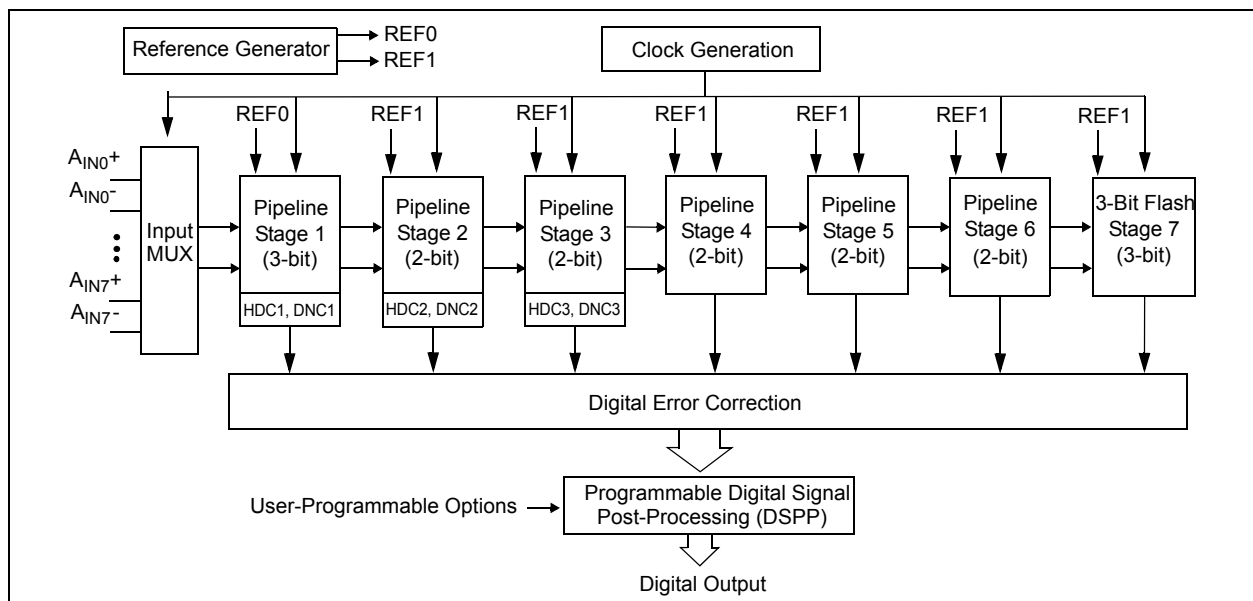 Reference Generator
REF0
REF1
Clock Generation
REF0
REF1
REF1
REF1
REF1
REF1
REF1
AIN0+
AIN0-
AIN7+
AIN7-
Input
MUX
Pipeline
Stage 1
(3-bit)
HDC1, DNC1
Pipeline
Stage 2
(2-bit)
HDC2, DNC2
Pipeline
Stage 3
(2-bit)
HDC3, DNC3
Pipeline
Stage 4
(2-bit)
Pipeline
Stage 5
(2-bit)
Pipeline
Stage 6
(2-bit)
3-Bit Flash
Stage 7
(3-bit)
Digital Error Correction
User-Programmable Options
Programmable Digital Signal
Post-Processing (DSPP)
Digital Output